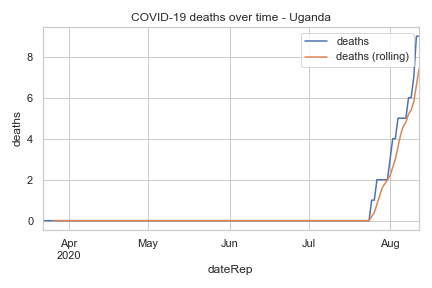 COVID-19 deaths over time - Uganda
deaths
deaths (rolling)
8
6
4
2
0
deaths
Apr
2020
May
Jun
Jul
Aug
dateRep